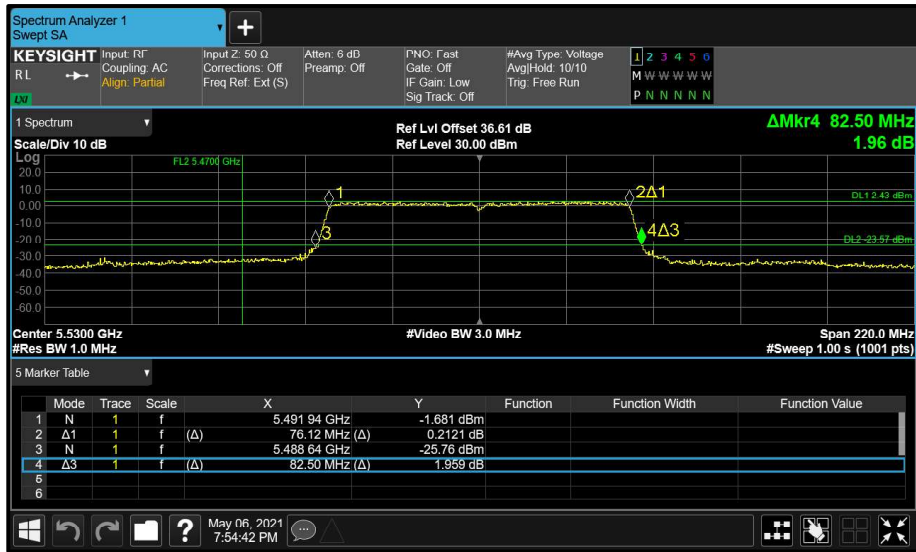 Spectrum Analyzer 1
Swept SA
+
KEYSIGHT Input: RF Input Z: 50 Ω Atten: 6 dB PNO: Fast #Avg Type: Voltage 1 2 3 4 5 6
RL Coupling: AC Corrections: Off Preamp: Off Gate: Off Avg|Hold: 10/10 M W W W W W
Align: Partial Freq Ref: Ext (S) IF Gain: Low Trig: Free Run
LXI Sig Track: Off P N N N N N
1 Spectrum Ref Lvl Offset 36.61 dB ΔMkr4 82.50 MHz
Scale/Div 10 dB Ref Level 30.00 dBm 1.96 dB
Log FL2 5.4700 GHz
20.0
10.0 1 2Δ1
0.00 DL1 2.43 dBm
-10.0
-20.0 3 4Δ3 DL2 -23.57 dBm
-30.0
-40.0
-50.0
-60.0
Center 5.5300 GHz #Video BW 3.0 MHz Span 220.0 MHz
#Res BW 1.0 MHz #Sweep 1.00 s (1001 pts)
5 Marker Table
Mode Trace Scale X Y Function Function Width Function Value
1 N 1 f 5.491 94 GHz -1.681 dBm
2 Δ1 1 f (Δ) 76.12 MHz (Δ) 0.2121 dB
3 N 1 f 5.488 64 GHz -25.76 dBm
4 Δ3 1 f (Δ) 82.50 MHz (Δ) 1.959 dB
5
6
? May 06, 2021
7:54:42 PM